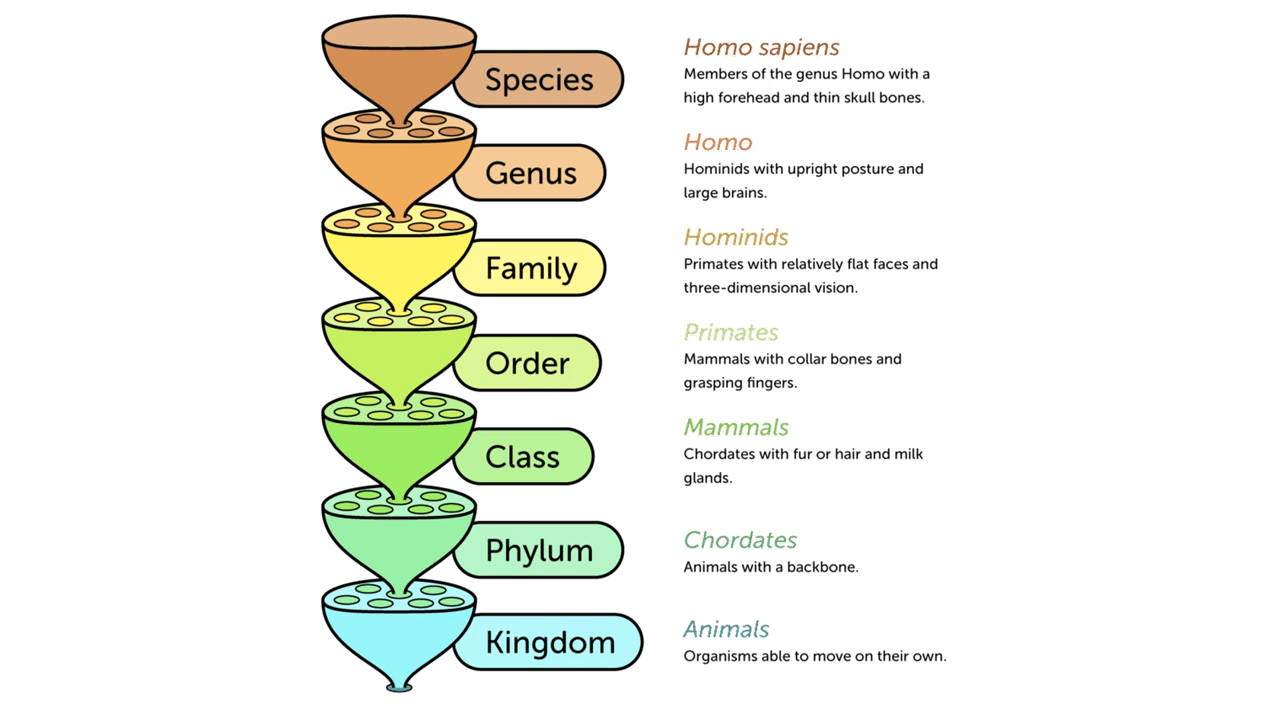 Species
Homo sapiens
Members of the genus Homo with a
high forehead and thin skull bones.
Genus
Homo
Hominids with upright posture and
large brains.
Family
Hominids
Primates with relatively flat faces and
three-dimensional vision.
Order
Primates
Mammals with collar bones and
grasping fingers.
Class
Mammals
Chordates with fur or hair and milk
glands.
Phylum
Chordates
Animals with a backbone.
Kingdom
Animals
Organisms able to move on their own.